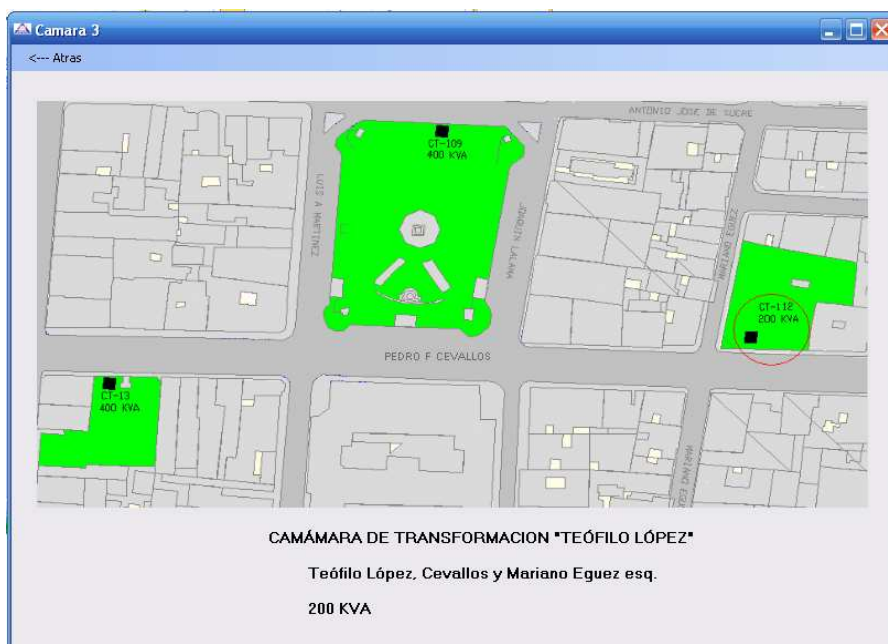 Camara 3
<--- Atras
ANTONIO JOSE DE SUCRE
CT-109
400 KVA
LUIS A MARTINEZ
JOAQUIN LALAMA
MARIANO EGUEZ
CT-112
200 KVA
PEDRO F CEVALLOS
CT-13
400 KVA
MARIANO EGU
CAMÁMARA DE TRANSFORMACION "TEÓFILO LÓPEZ"
Teófilo López, Cevallos y Mariano Eguez esq.
200 KVA